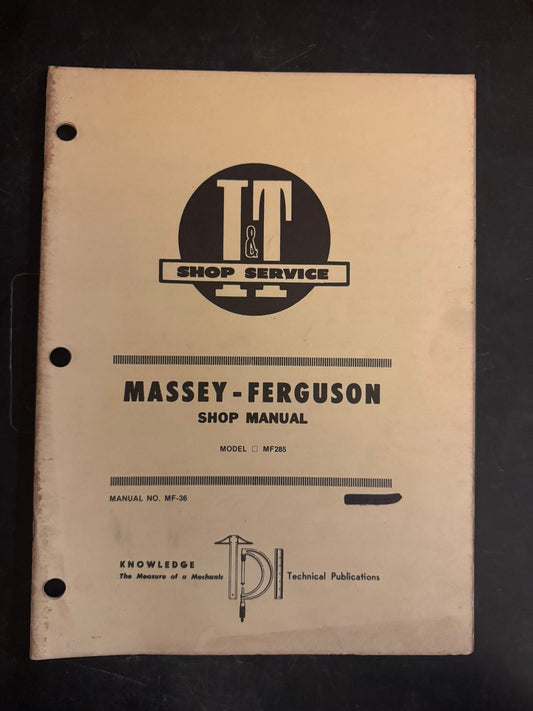 I&T
SHOP SERVICE
MASSEY-FERGUSON
SHOP MANUAL
MODEL □ MF285
MANUAL NO. MF-36
KNOWLEDGE
The Measure of a Mechanic
TPI
Technical Publications